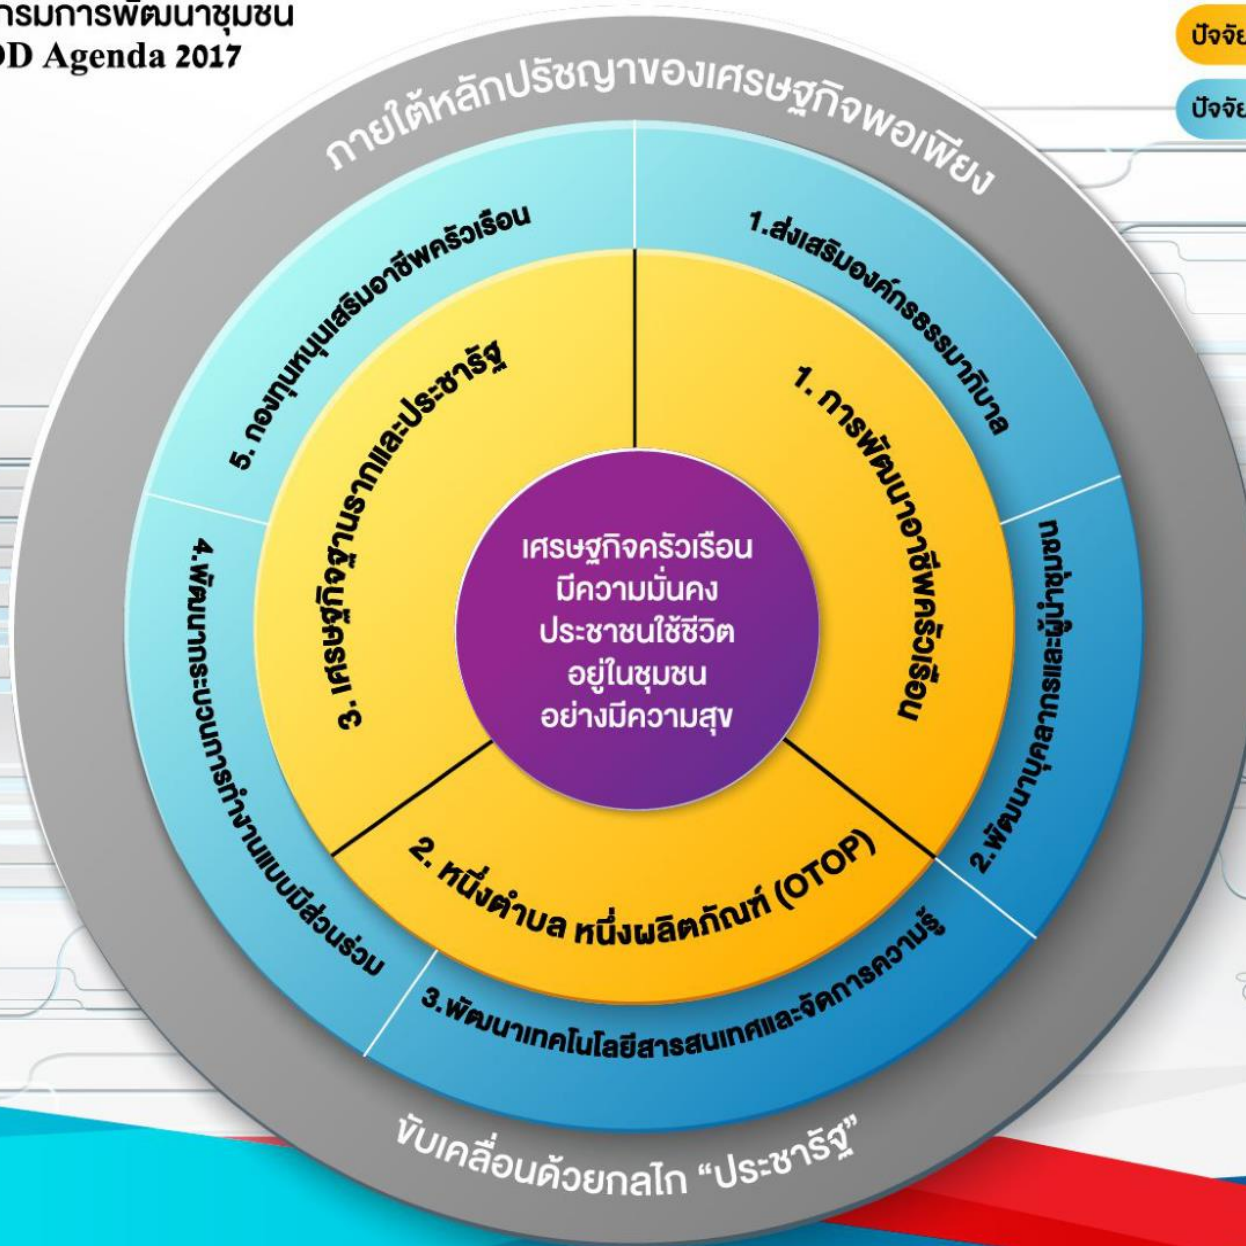 กรมการพัฒนาชุมชน
DD Agenda 2017
ปัจจัย
ปัจจัย
ภายใต้หลักปรัชญาของเศรษฐกิจพอเพียง
1.ส่งเสริมองค์กรธรรมาภิบาล
2.พัฒนาบุคลากรและผู้นำชุมชน
3.พัฒนาเทคโนโลยีสารสนเทศและจัดการความรู้
4.พัฒนากระบวนการทำงานแบบมีส่วนร่วม
5. กองทุนหนุนเสริมอาชีพครัวเรือน
1. การพัฒนาอาชีพครัวเรือน
2. หนึ่งตำบล หนึ่งผลิตภัณฑ์ (OTOP)
3. เศรษฐกิจฐานรากและประชารัฐ
เศรษฐกิจครัวเรือน
มีความมั่นคง
ประชาชนใช้ชีวิต
อยู่ในชุมชน
อย่างมีความสุข
ขับเคลื่อนด้วยกลไก “ประชารัฐ”